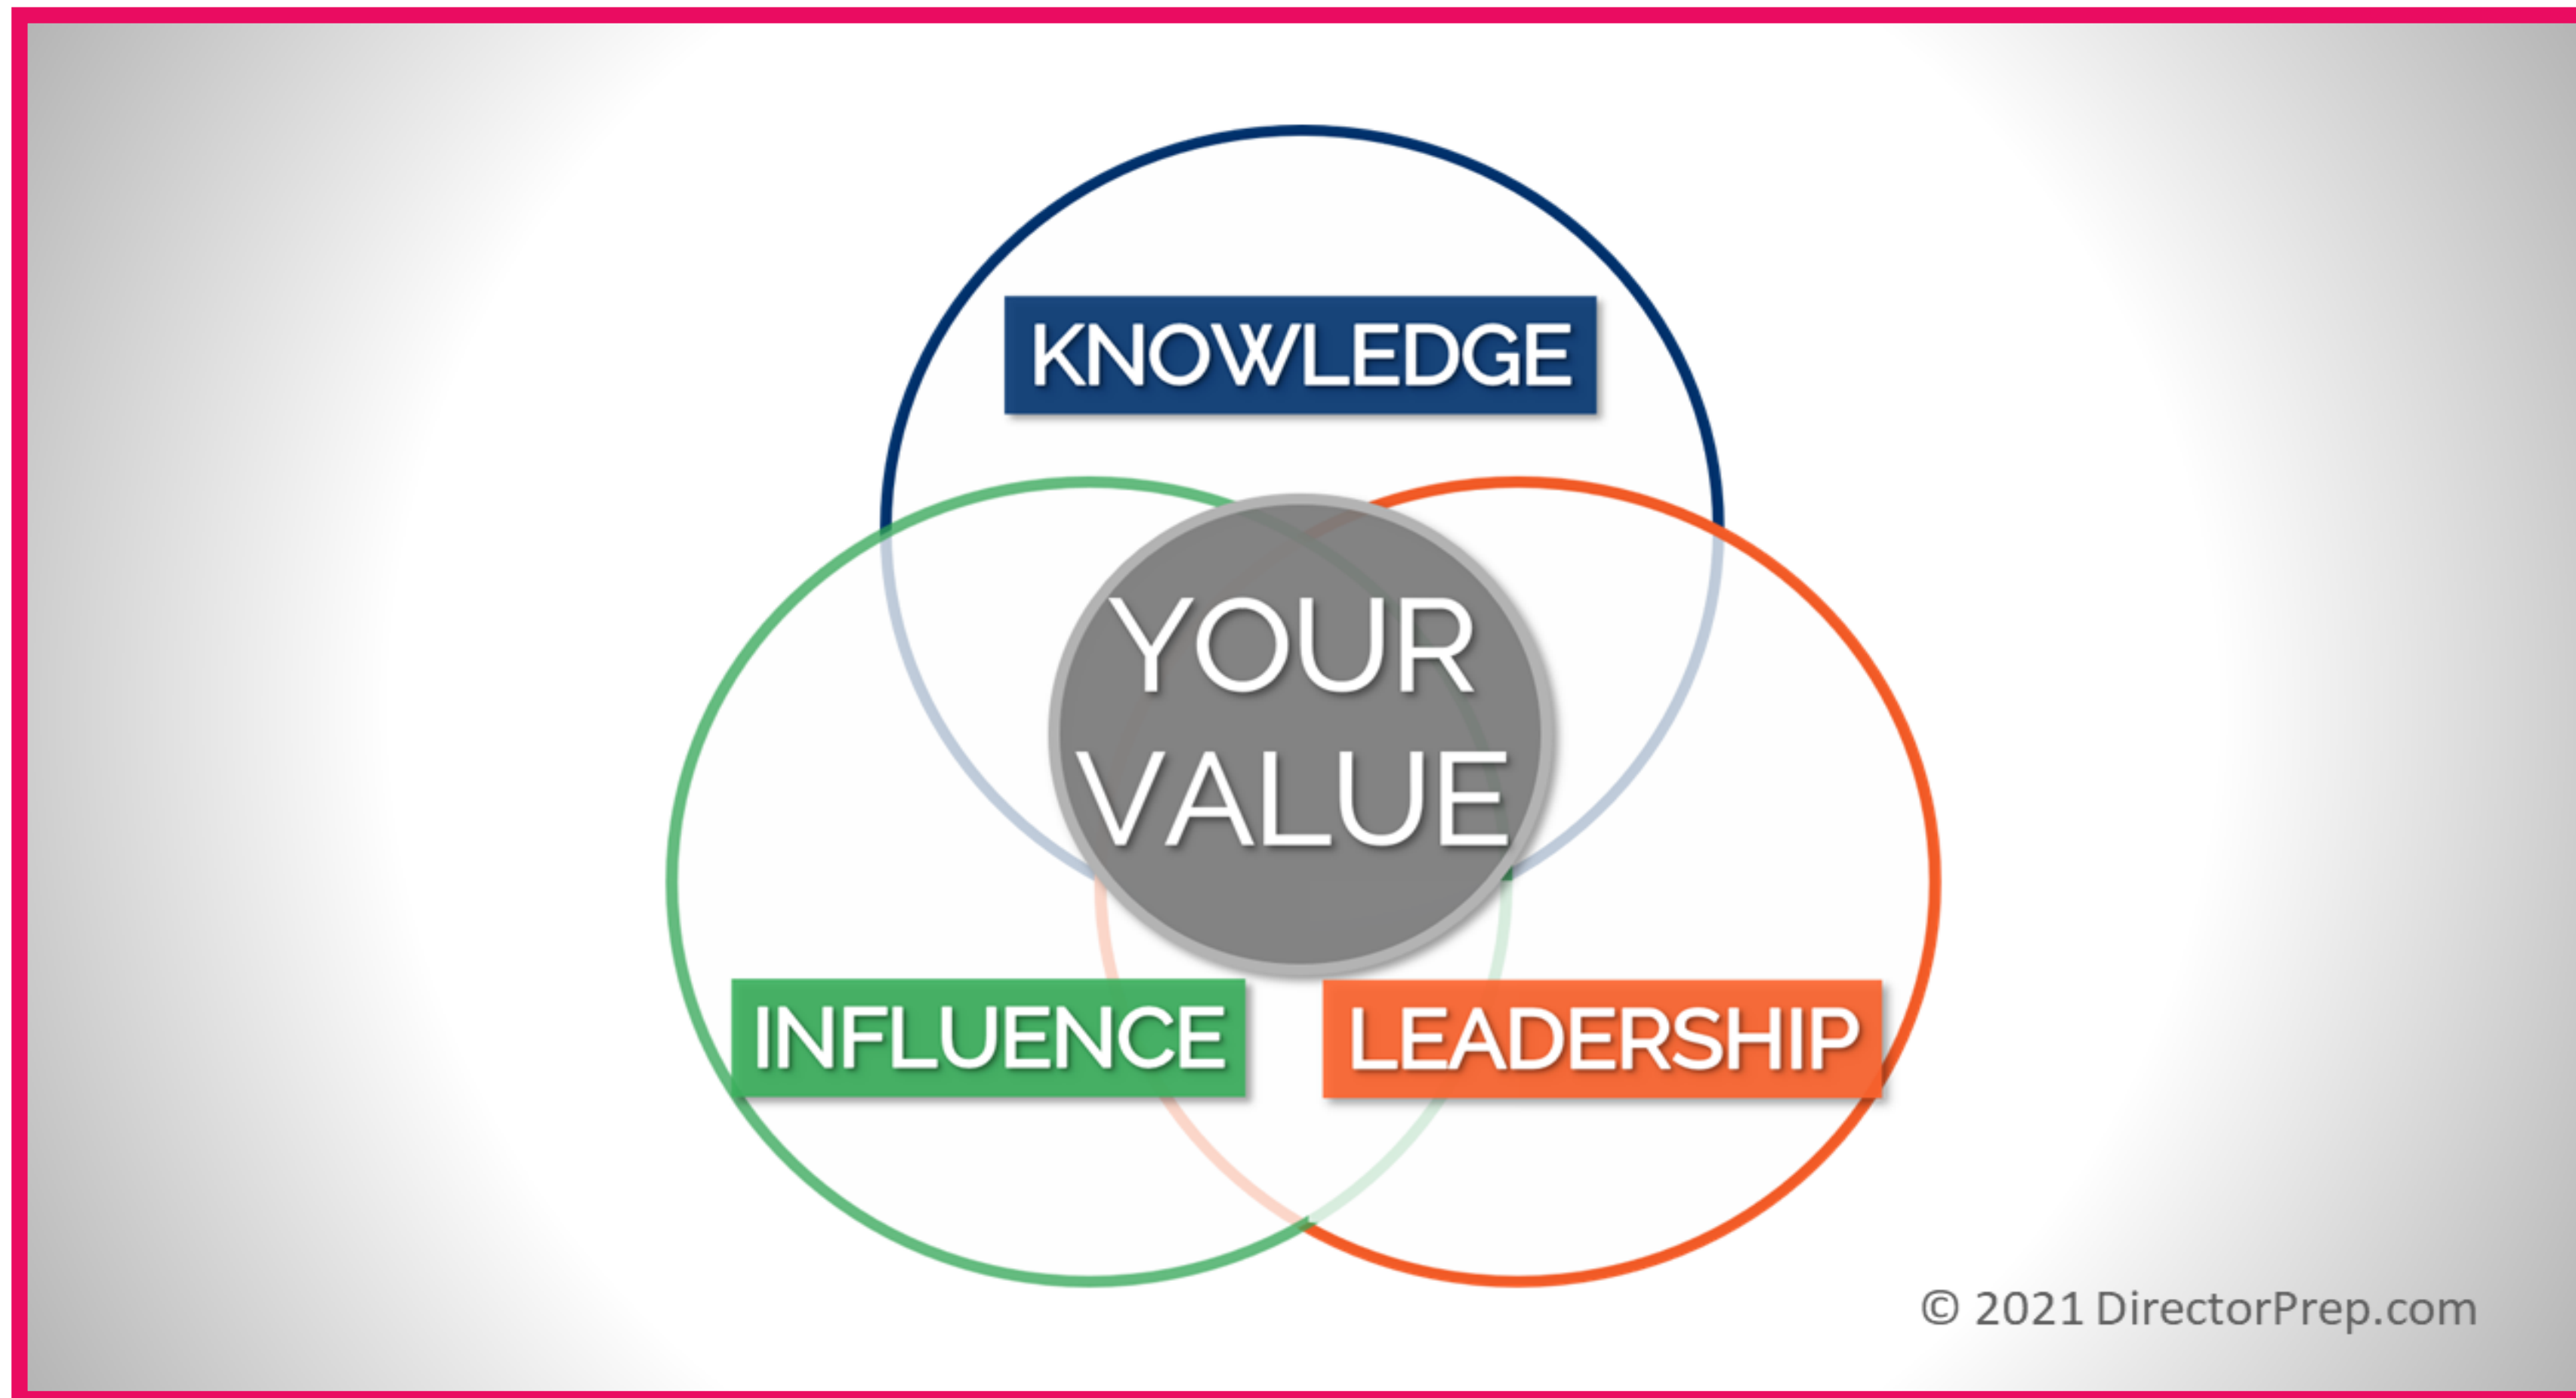 KNOWLEDGE
YOUR
VALUE
INFLUENCE
LEADERSHIP
© 2021 DirectorPrep.com